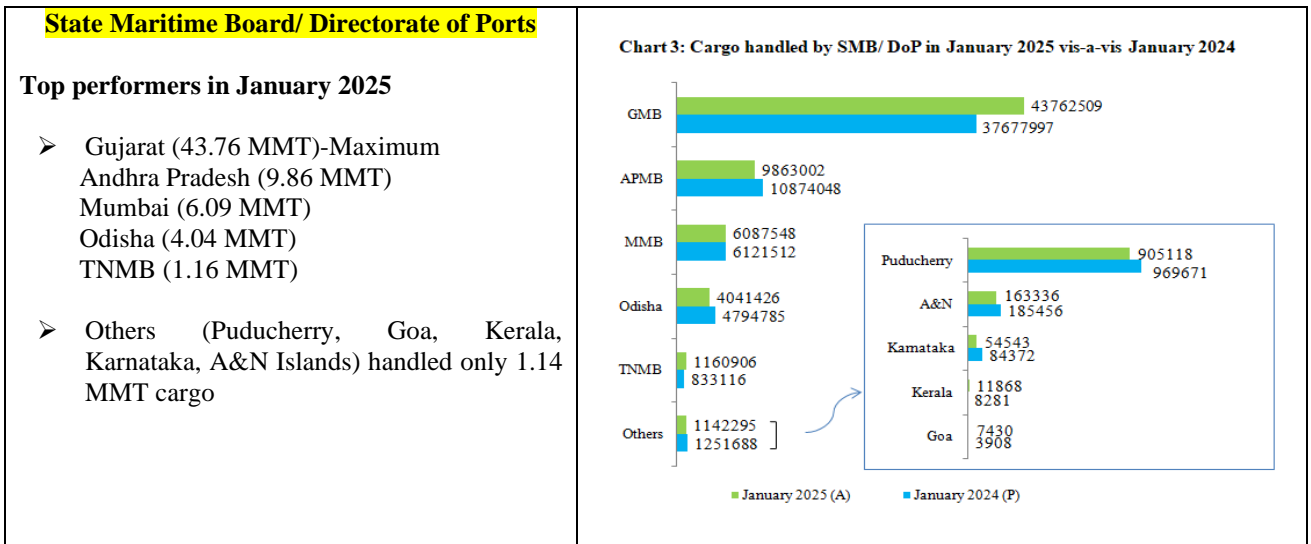 State Maritime Board/ Directorate of Ports
Top performers in January 2025
➢ Gujarat (43.76 MMT)-Maximum
Andhra Pradesh (9.86 MMT)
Mumbai (6.09 MMT)
Odisha (4.04 MMT)
TNMB (1.16 MMT)
➢ Others (Puducherry, Goa, Kerala,
Karnataka, A&N Islands) handled only 1.14
MMT cargo
Chart 3: Cargo handled by SMB/ DoP in January 2025 vis-a-vis January 2024
GMB
43762509
37677997
APMB
9863002
10874048
MMB
6087548
6121512
Odisha
4041426
4794785
TNMB
1160906
833116
Others
1142295
1251688
Puducherry
905118
969671
A&N
163336
185456
Karnataka
54543
84372
Kerala
11868
8281
Goa
7430
3908
January 2025 (A)
January 2024 (P)